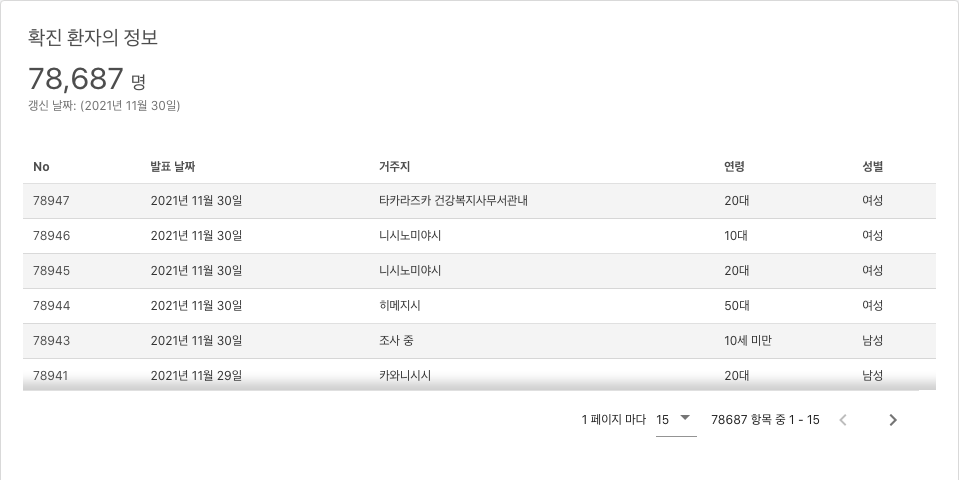 확진 환자의 정보
78,687 명
갱신 날짜: (2021년 11월 30일)
No 발표 날짜 거주지 연령 성별
78947 2021년 11월 30일 타카라즈카 건강복지사무서관내 20대 여성
78946 2021년 11월 30일 니시노미야시 10대 여성
78945 2021년 11월 30일 니시노미야시 20대 여성
78944 2021년 11월 30일 히메지시 50대 여성
78943 2021년 11월 30일 조사 중 10세 미만 남성
78941 2021년 11월 29일 카와니시시 20대 남성
1 페이지 마다 15 78687 항목 중 1 - 15